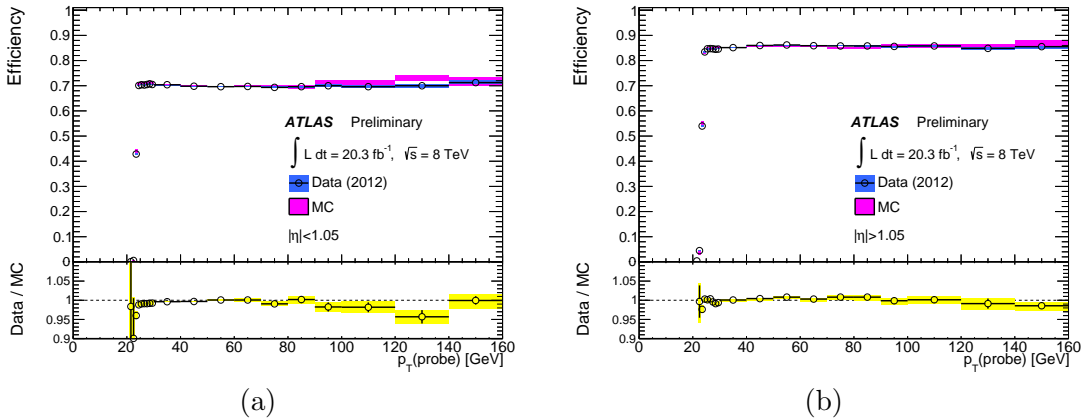 Efficiency
1.1
1
0.9
0.8
0.7
0.6
0.5
0.4
0.3
0.2
0.1
0
ATLAS Preliminary
∫ L dt = 20.3 fb⁻¹, √s = 8 TeV
Data (2012)
MC
|η|<1.05
Data / MC
1.05
1
0.95
0.9
0 20 40 60 80 100 120 140 160
p_T(probe) [GeV]
(a)
Efficiency
1.1
1
0.9
0.8
0.7
0.6
0.5
0.4
0.3
0.2
0.1
0
ATLAS Preliminary
∫ L dt = 20.3 fb⁻¹, √s = 8 TeV
Data (2012)
MC
|η|>1.05
Data / MC
1.05
1
0.95
0.9
0 20 40 60 80 100 120 140 160
p_T(probe) [GeV]
(b)